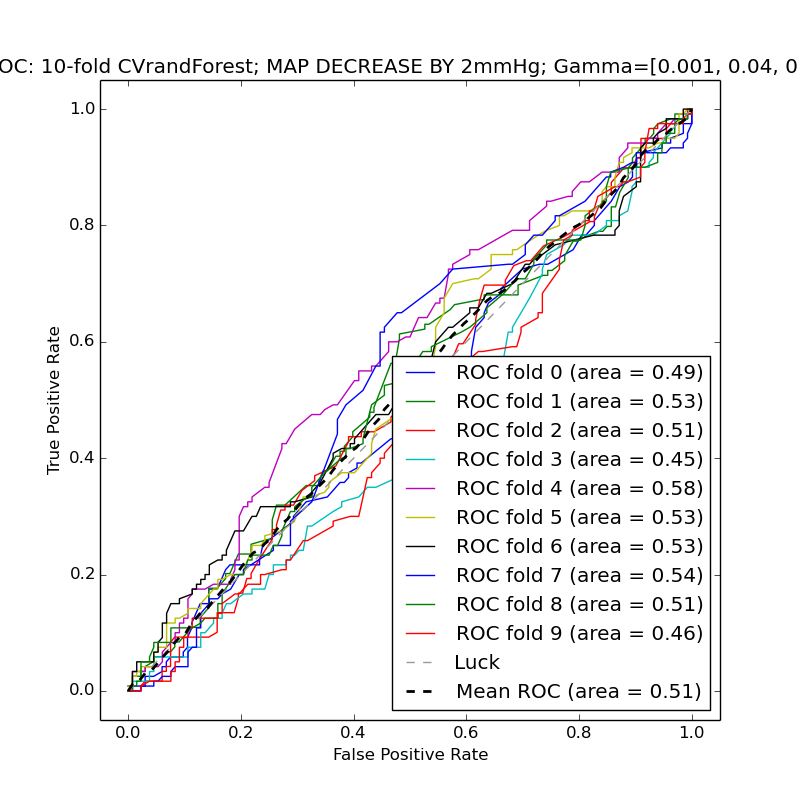 OC: 10-fold CVrandForest; MAP DECREASE BY 2mmHg; Gamma=[0.001, 0.04, 0
1.0
0.8
0.6
0.4
0.2
0.0
True Positive Rate
ROC fold 0 (area = 0.49)
ROC fold 1 (area = 0.53)
ROC fold 2 (area = 0.51)
ROC fold 3 (area = 0.45)
ROC fold 4 (area = 0.58)
ROC fold 5 (area = 0.53)
ROC fold 6 (area = 0.53)
ROC fold 7 (area = 0.54)
ROC fold 8 (area = 0.51)
ROC fold 9 (area = 0.46)
Luck
Mean ROC (area = 0.51)
0.0 0.2 0.4 0.6 0.8 1.0
False Positive Rate